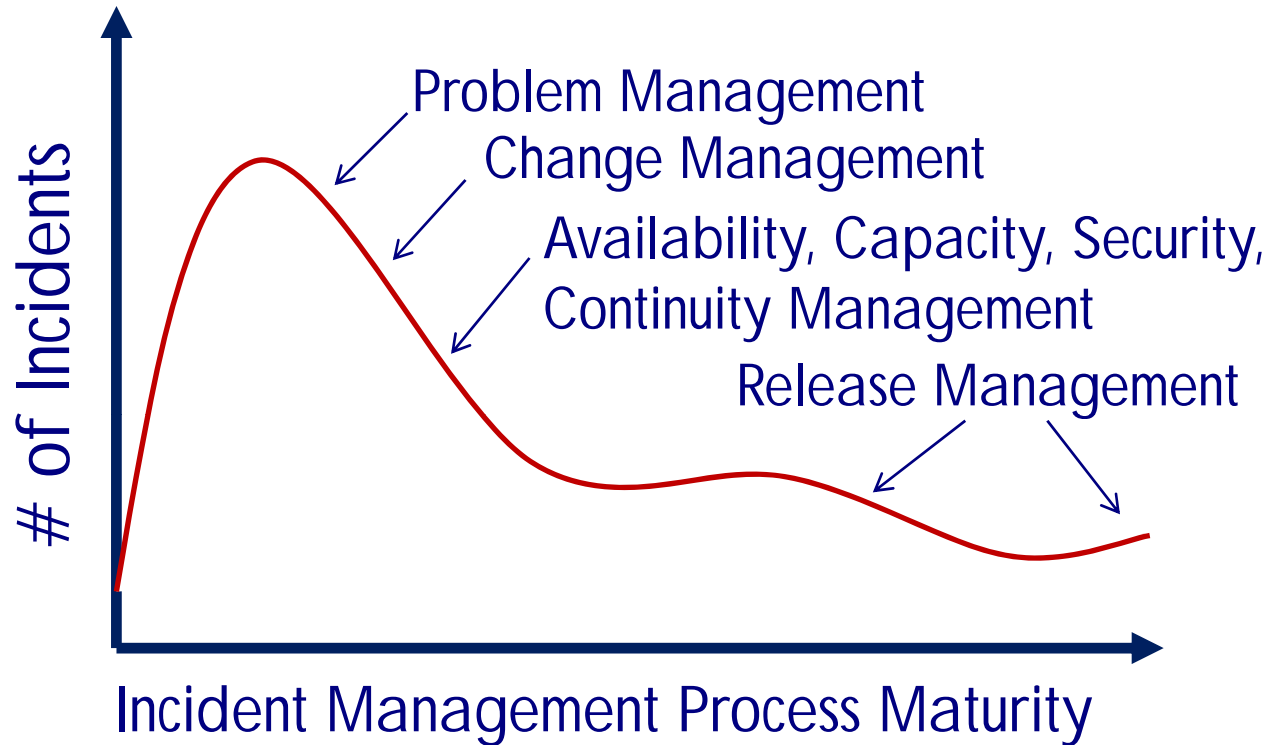 # of Incidents
Problem Management
Change Management
Availability, Capacity, Security,
Continuity Management
Release Management
Incident Management Process Maturity